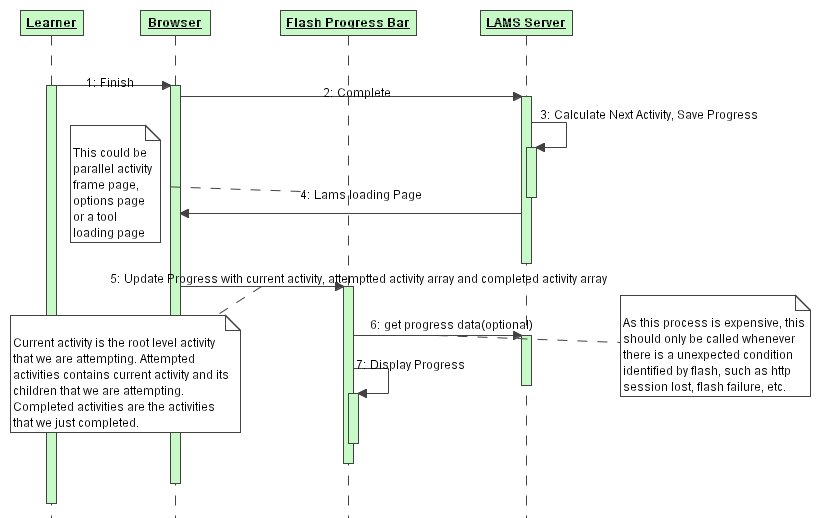 Learner
Browser
Flash Progress Bar
LAMS Server
1: Finish
2: Complete
3: Calculate Next Activity, Save Progress
This could be
parallel activity
frame page,
options page
or a tool
loading page
4: Lams loading Page
5: Update Progress with current activity, attemptted activity array and completed activity array
6: get progress data(optional)
As this process is expensive, this
should only be called whenever
there is a unexpected condition
identified by flash, such as http
session lost, flash failure, etc.
Current activity is the root level activity
that we are attempting. Attempted
activities contains current activity and its
children that we are attempting.
Completed activities are the activities
that we just completed.
7: Display Progress